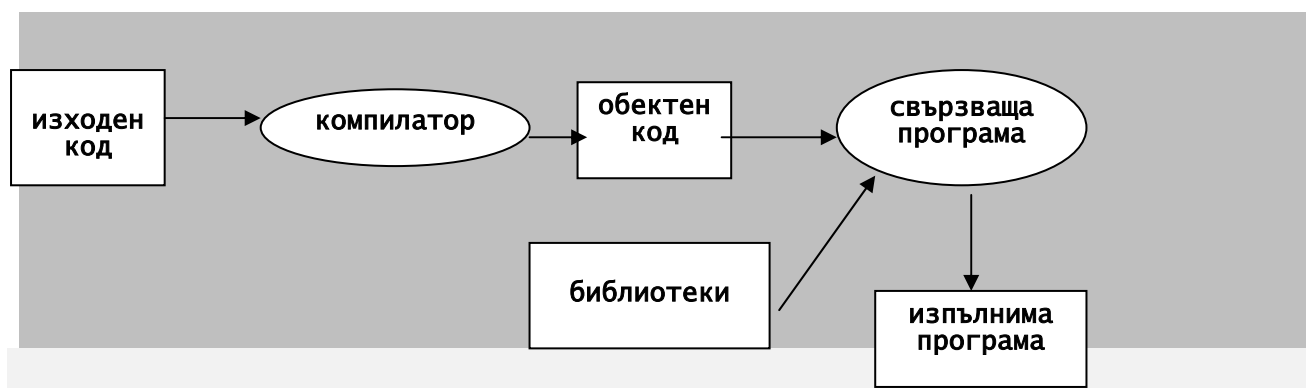 изходен
код
компилатор
обектен
код
свързваща
програма
библиотеки
изпълнима
програма